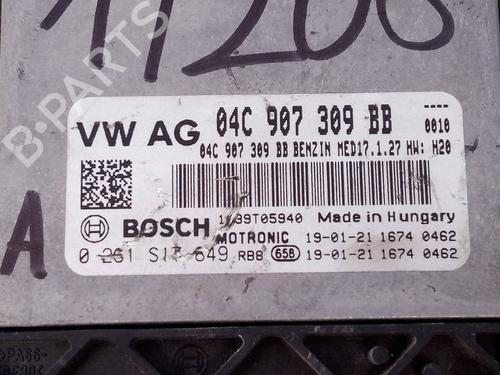 11208
B-PARTS
VW AG 04C 907 309 BB ----
0010
04C 907 309 BB BENZIN MED17.1.27 HW: H20
BOSCH 1039T05940 Made in Hungary
MOTRONIC 19-01-21 1674 0462
0 261 S 649 RB8 658 19-01-21 1674 0462
A
>PA66-